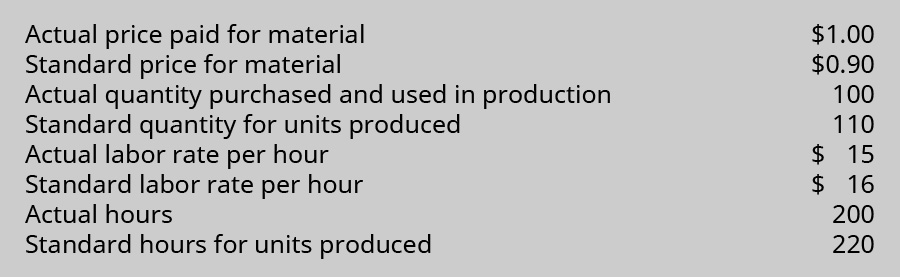 Actual price paid for material $1.00
Standard price for material $0.90
Actual quantity purchased and used in production 100
Standard quantity for units produced 110
Actual labor rate per hour $ 15
Standard labor rate per hour $ 16
Actual hours 200
Standard hours for units produced 220